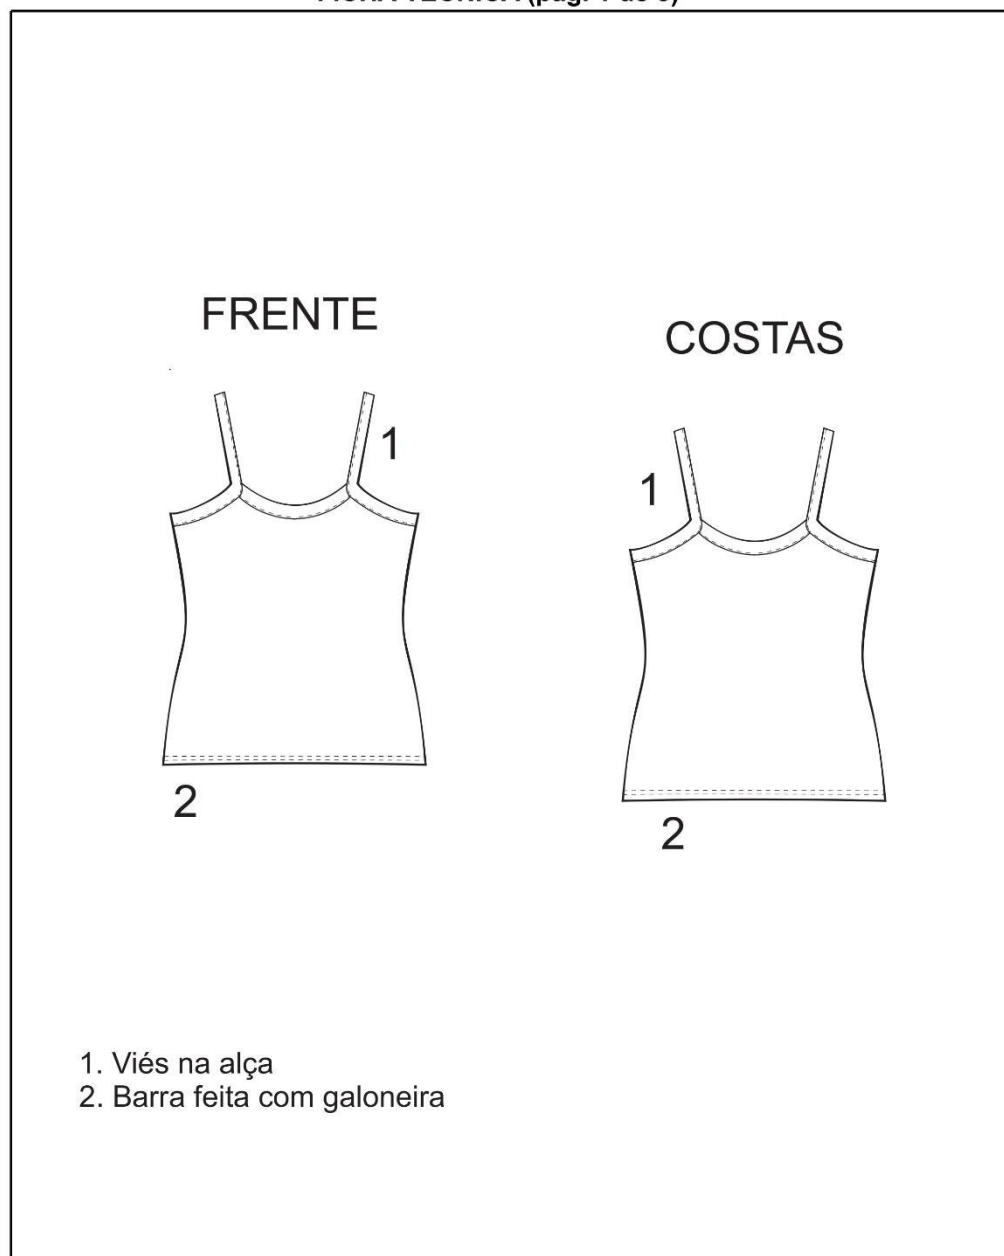 FRENTE
COSTAS
1
1
2
2
1. Viés na alça
2. Barra feita com galoneira